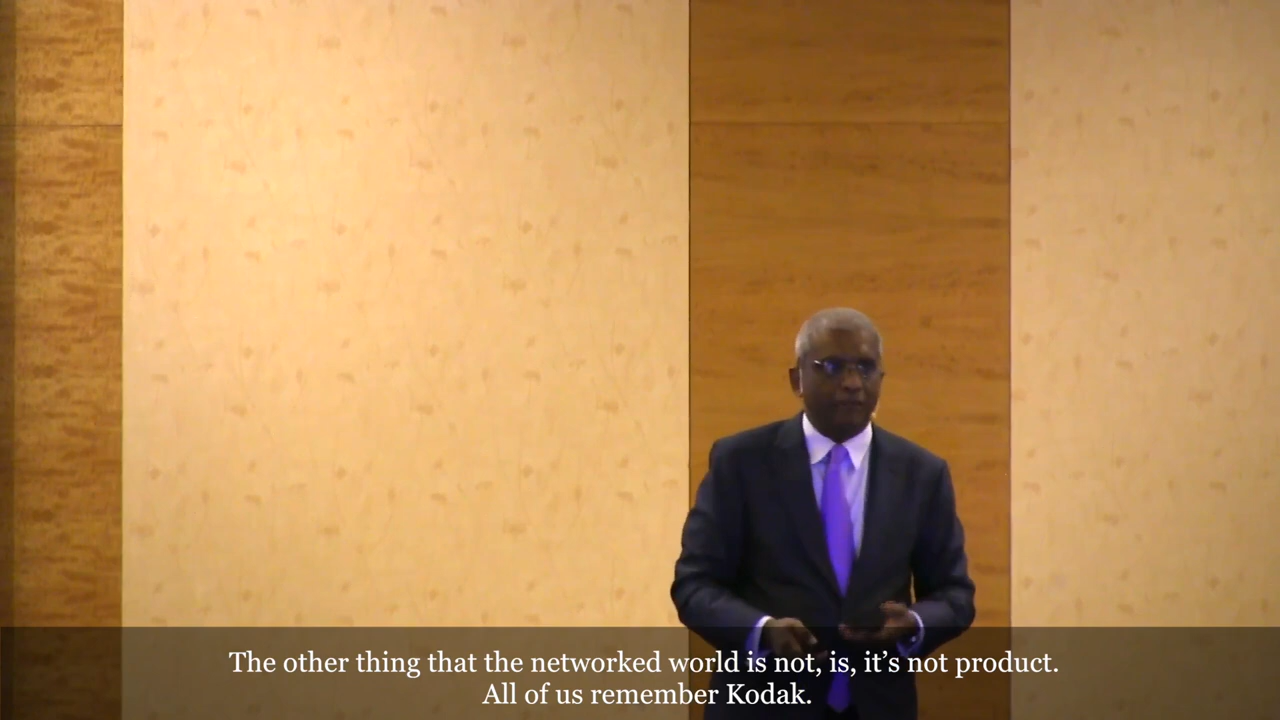 The other thing that the networked world is not, is, it’s not product.
All of us remember Kodak.